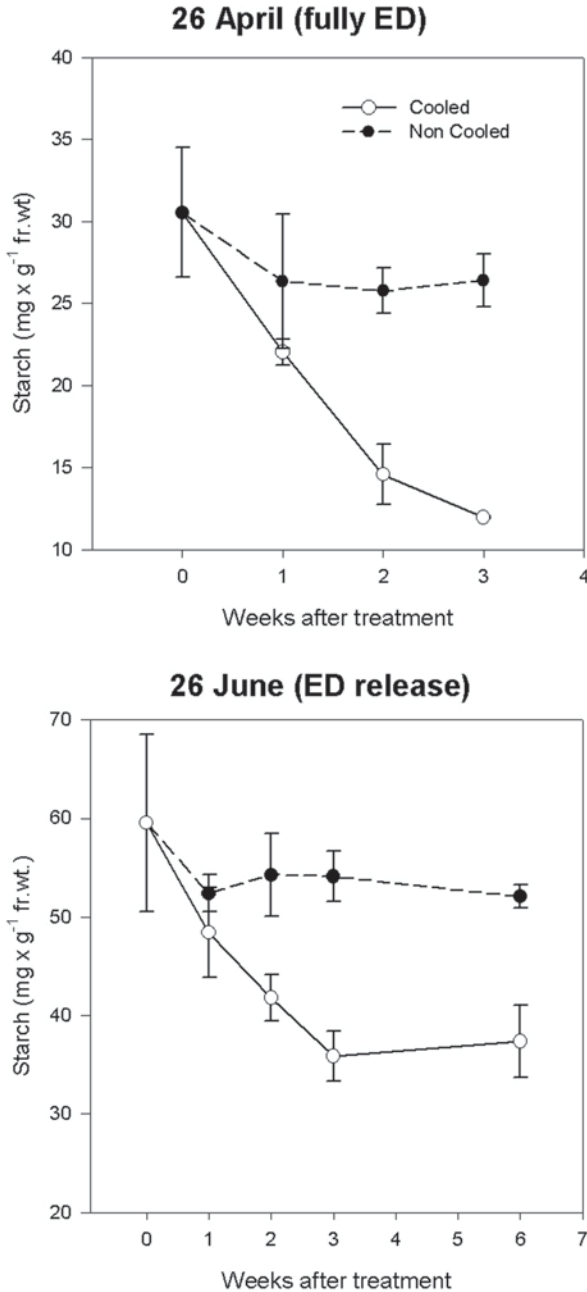 26 April (fully ED)
40
35
30
25
20
15
10
Starch (mg x g⁻¹ fr.wt)
Cooled
Non Cooled
0 1 2 3 4
Weeks after treatment
26 June (ED release)
70
60
50
40
30
20
Starch (mg x g⁻¹ fr.wt.)
0 1 2 3 4 5 6 7
Weeks after treatment